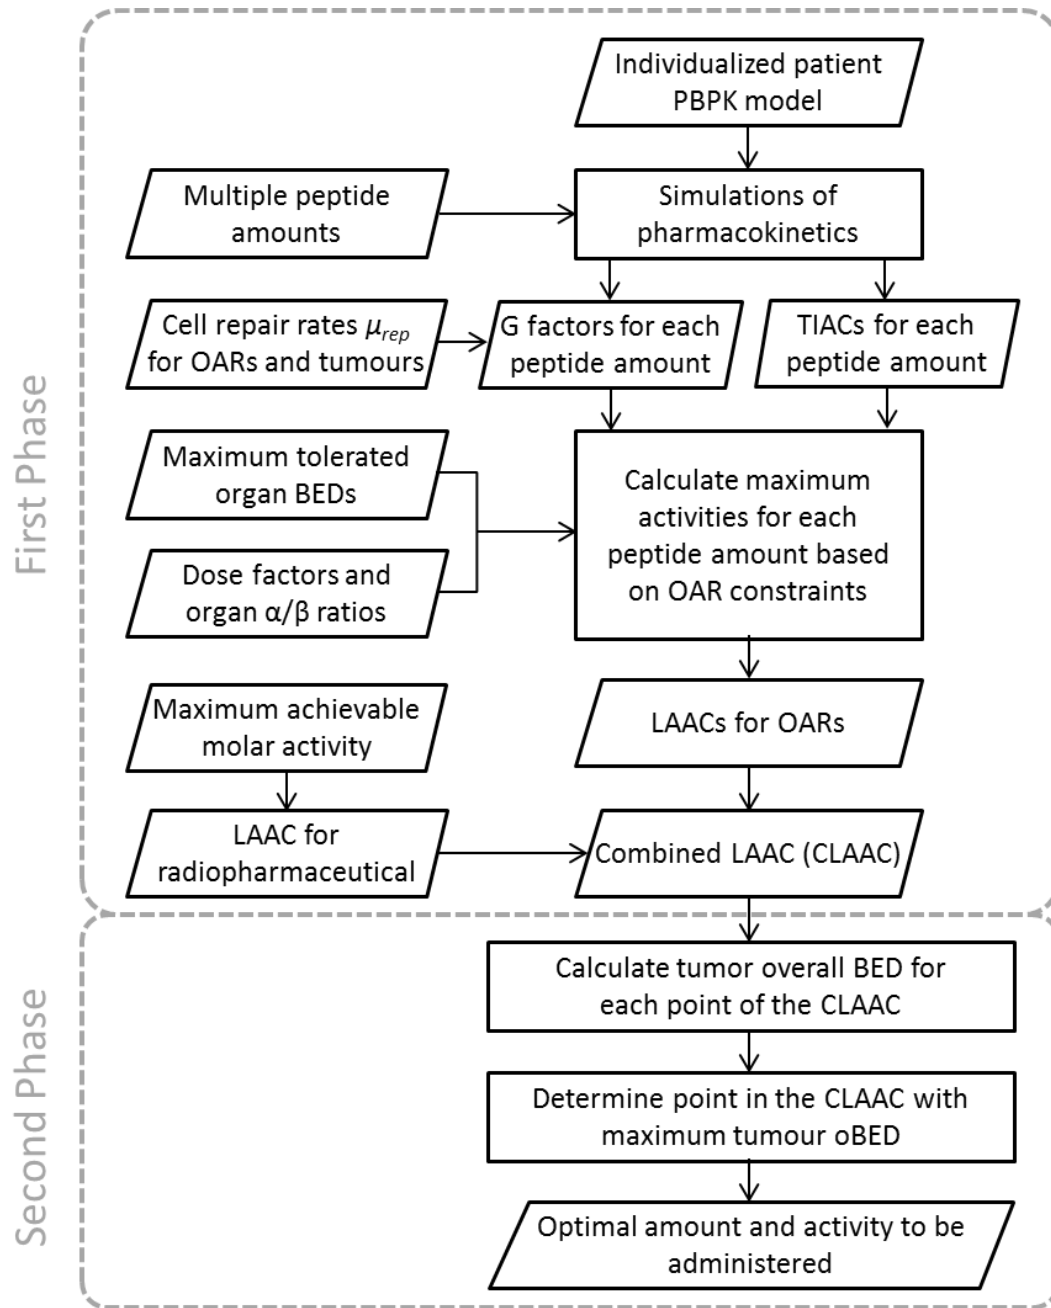 First Phase
Individualized patient
PBPK model
Multiple peptide
amounts
Simulations of
pharmacokinetics
Cell repair rates μrep
for OARs and tumours
G factors for each
peptide amount
TIACs for each
peptide amount
Maximum tolerated
organ BEDs
Dose factors and
organ α/β ratios
Calculate maximum
activities for each
peptide amount based
on OAR constraints
Maximum achievable
molar activity
LAACs for OARs
LAAC for
radiopharmaceutical
Combined LAAC (CLAAC)
Second Phase
Calculate tumor overall BED for
each point of the CLAAC
Determine point in the CLAAC with
maximum tumour oBED
Optimal amount and activity to be
administered